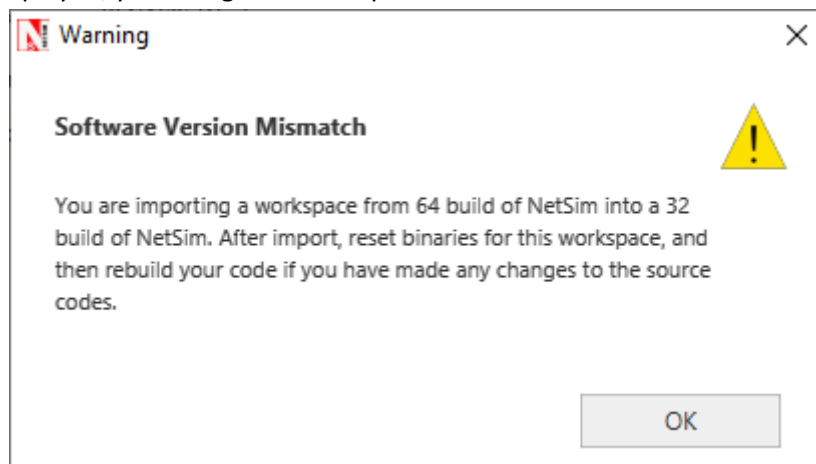 Warning
Software Version Mismatch
You are importing a workspace from 64 build of NetSim into a 32
build of NetSim. After import, reset binaries for this workspace, and
then rebuild your code if you have made any changes to the source
codes.
OK